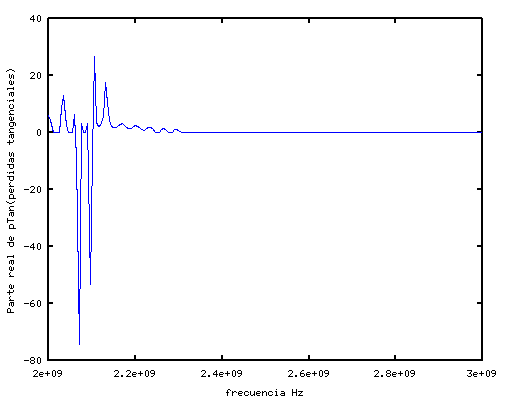 40
20
0
-20
-40
-60
-80
2e+09
2.2e+09
2.4e+09
2.6e+09
2.8e+09
3e+09
Parte real de pTan(perdidas tangenciales)
frecuencia Hz